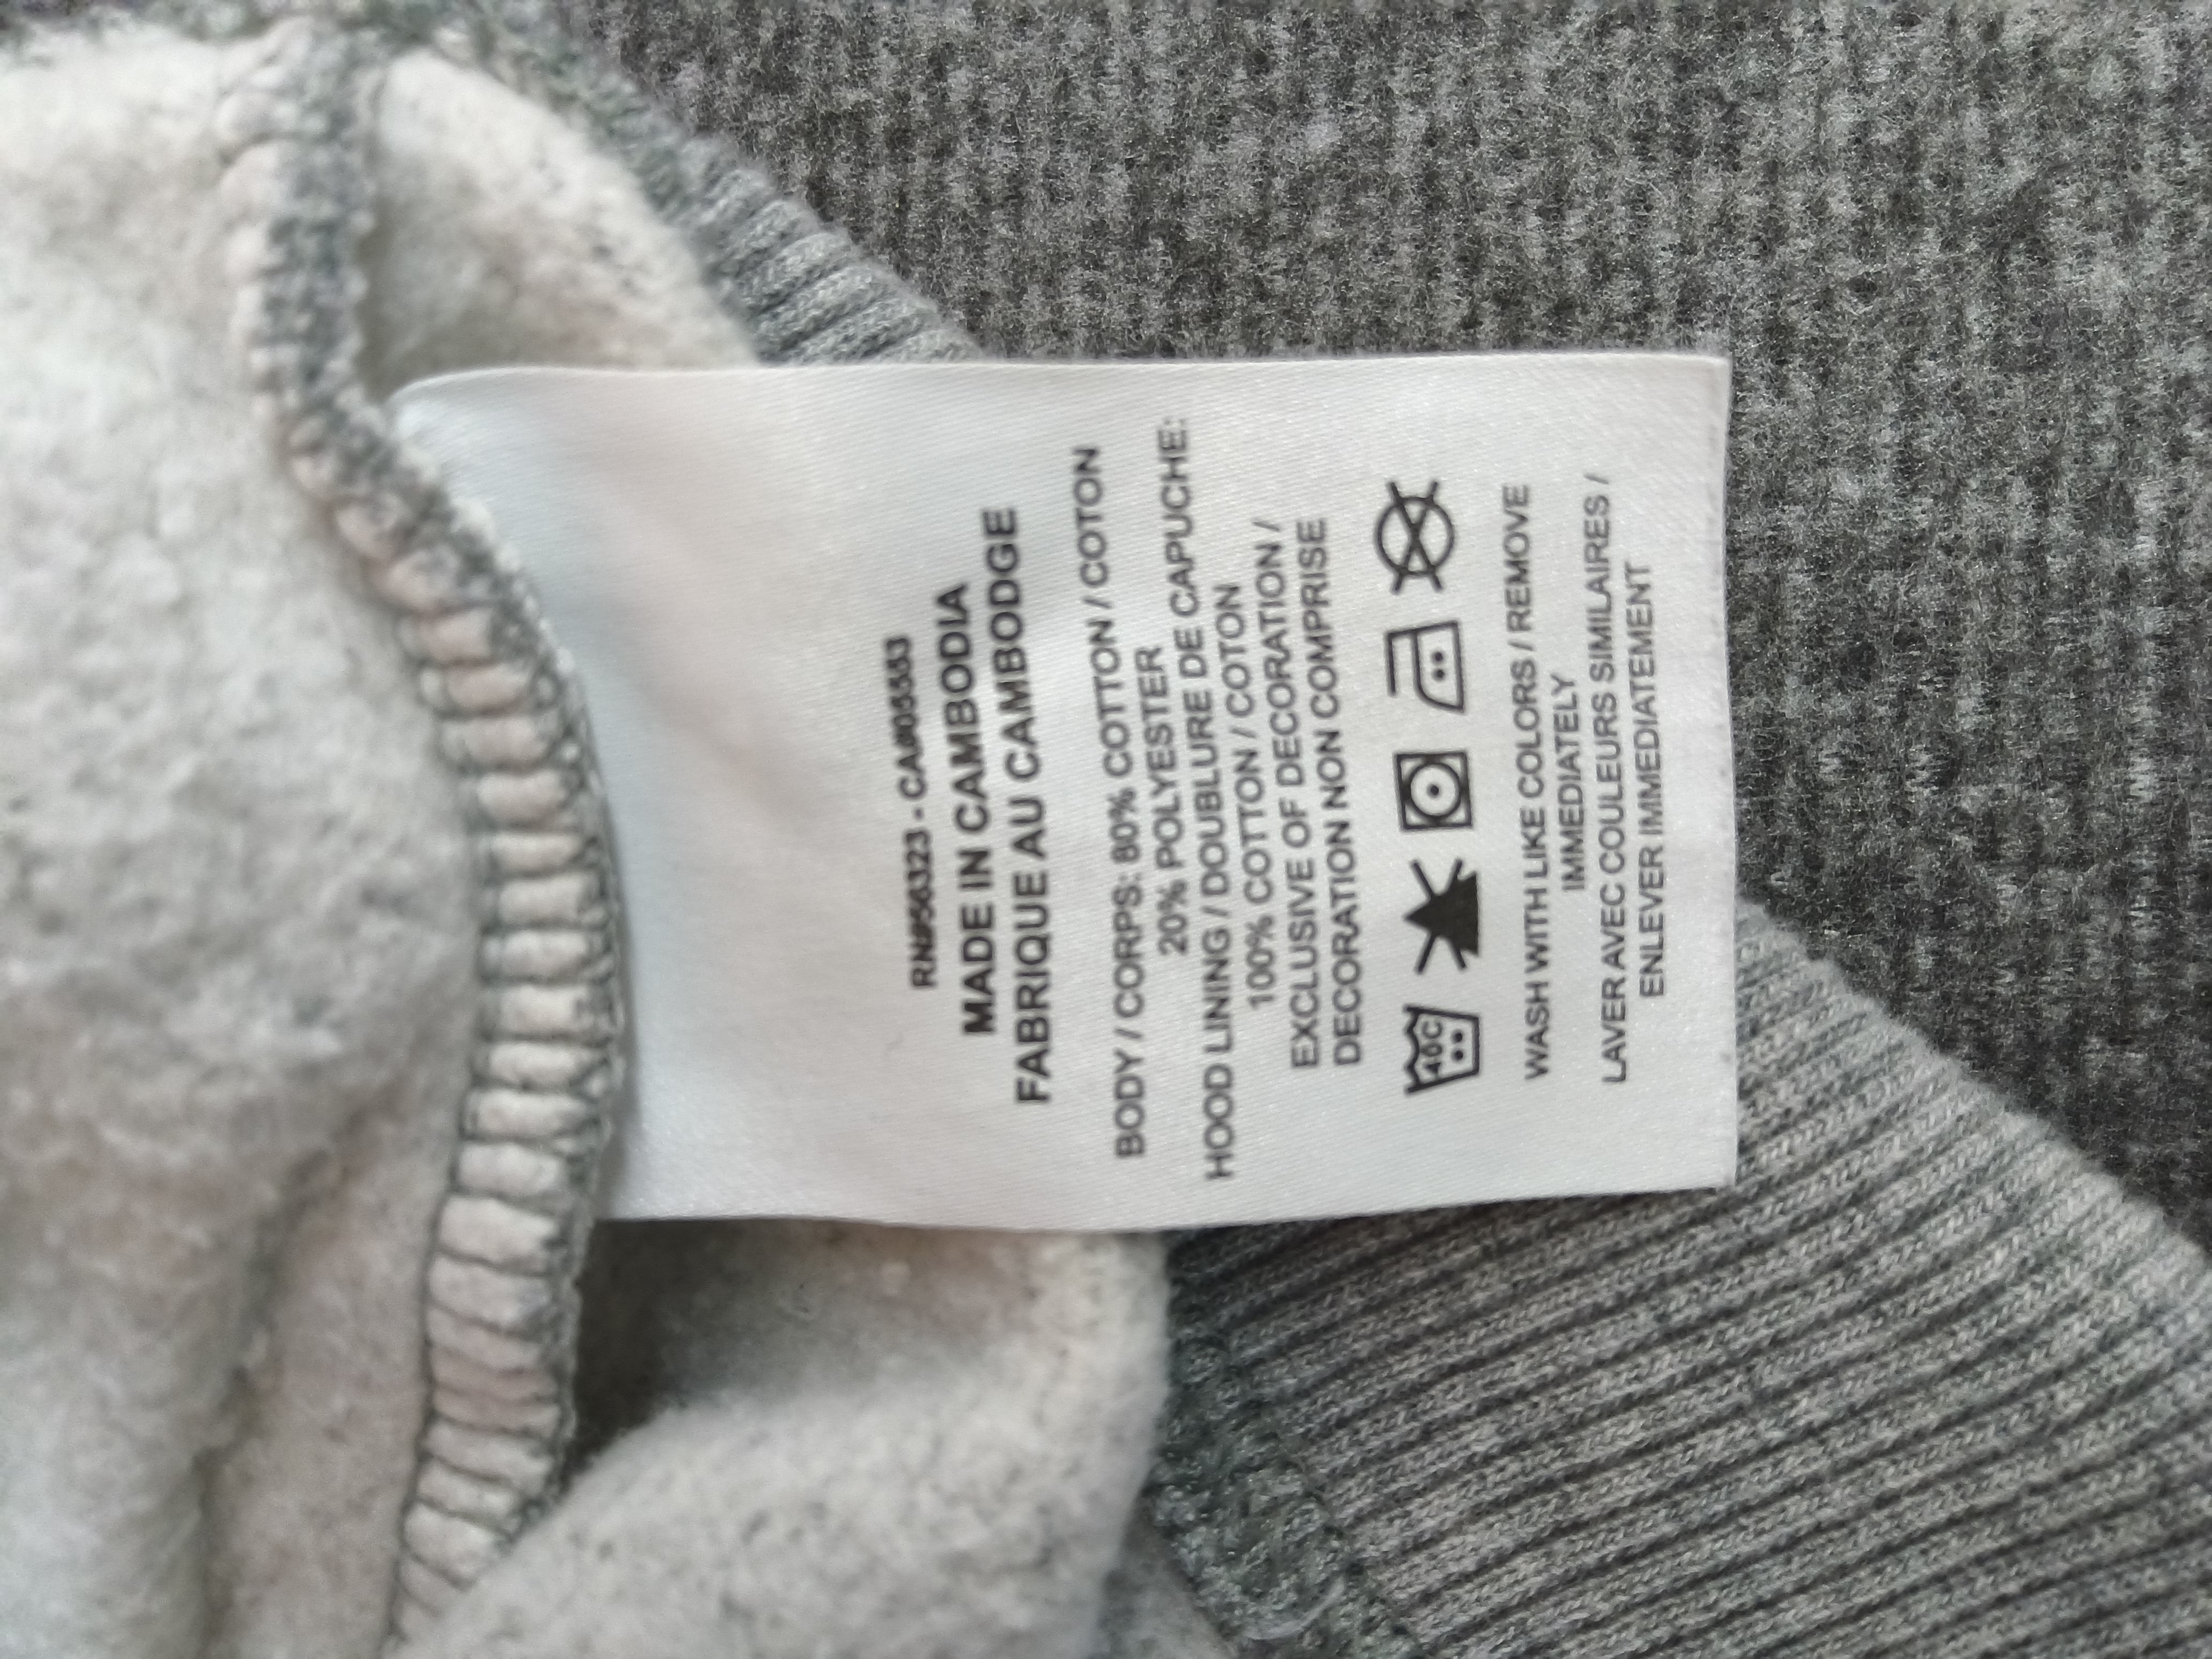 RN#56323 - CA#05553
MADE IN CAMBODIA
FABRIQUE AU CAMBODGE
BODY / CORPS: 80% COTTON / COTON
20% POLYESTER
HOOD LINING / DOUBLURE DE CAPUCHE:
100% COTTON / COTON
EXCLUSIVE OF DECORATION /
DECORATION NON COMPRISE
40C
WASH WITH LIKE COLORS / REMOVE
IMMEDIATELY
LAVER AVEC COULEURS SIMILAIRES /
ENLEVER IMMEDIATEMENT